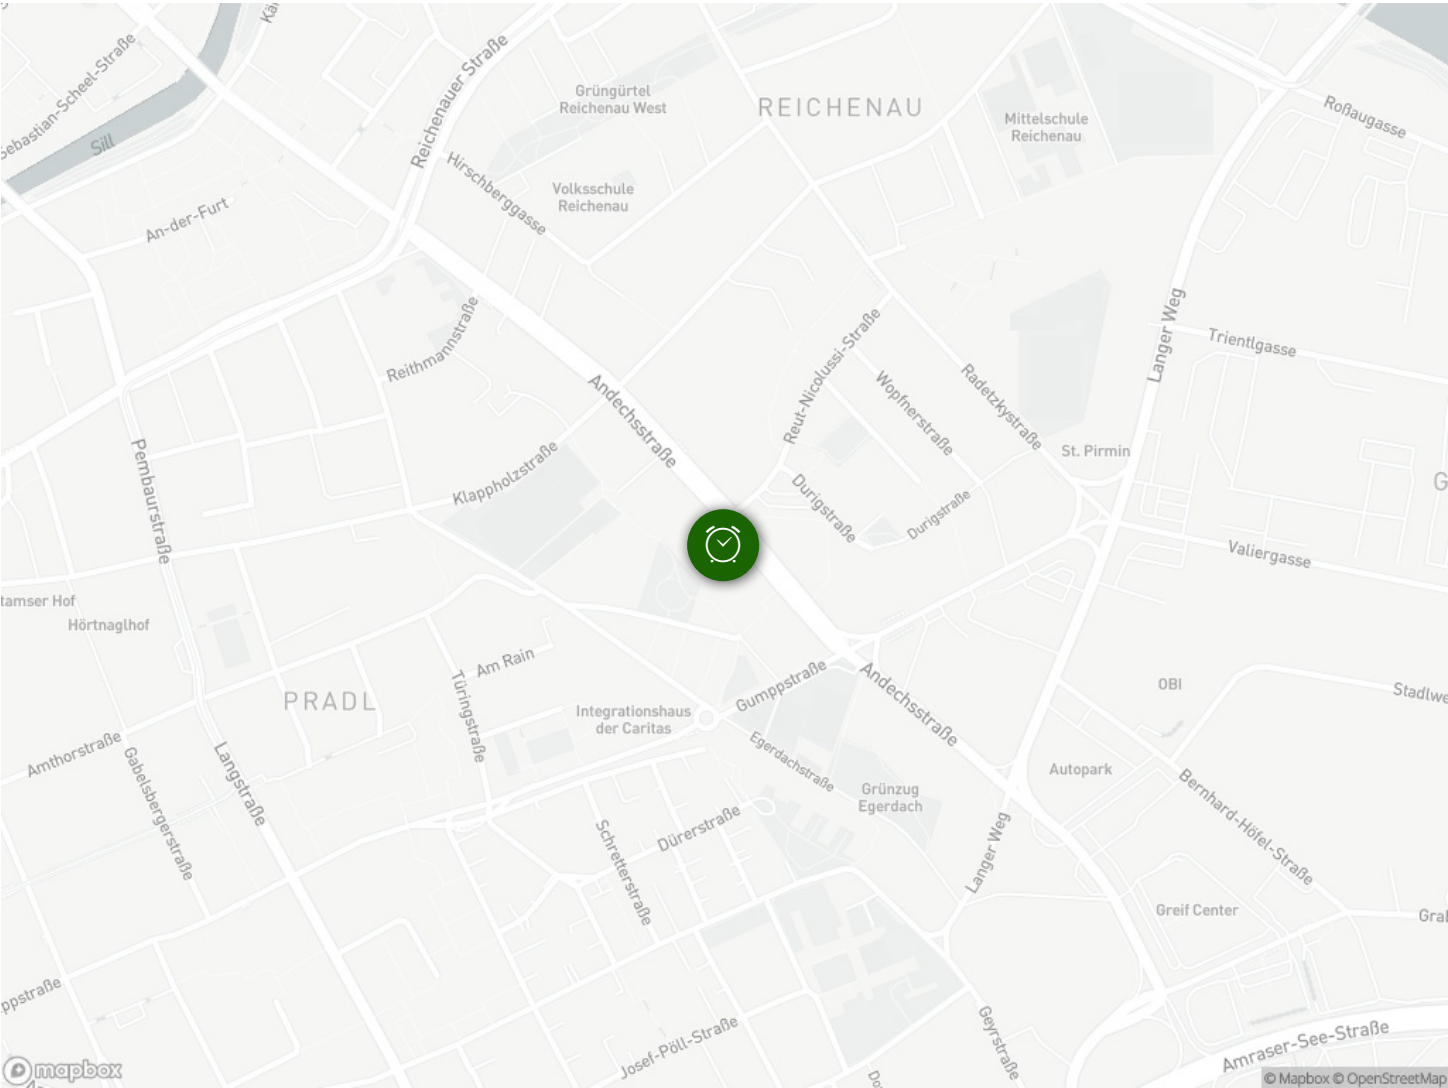 Sebastian-Scheel-Straße
Sill
Reichenauer Straße
Grüngürtel
Reichenau West
REICHENAU
Mittelschule
Reichenau
Roßaugasse
Hirschberggasse
Volksschule
Reichenau
An-der-Furt
Langer Weg
Trientlgasse
Reithmannstraße
Reut-Nicolussi-Straße
Andechsstraße
Wopfnerstraße
Radetzkystraße
St. Pirmin
Pembaurstraße
Klappholzstraße
Durigstraße
Durigstraße
G
Valiergasse
tamser Hof
Hörtnaglhof
Am Rain
Türingstraße
PRADL
Gumppstraße
Andechsstraße
OBI
Stadlwe
Integrationshaus
der Caritas
Amthorstraße
Langstraße
Gabelsbergerstraße
Egerdachstraße
Grünzug
Egerdach
Autopark
Bernhard-Höfel-Straße
Schretterstraße
Dürerstraße
Langer Weg
Greif Center
ppstraße
Josef-Pöll-Straße
Geyrstraße
Amraser-See-Straße
mapbox
© Mapbox © OpenStreetMap